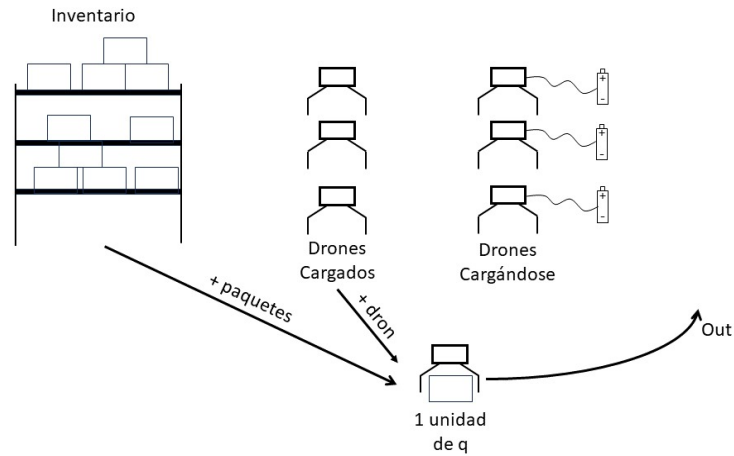 Inventario
Drones
Cargados
Drones
Cargándose
+ paquetes
+ dron
+
-
+
-
+
-
Out
1 unidad
de q